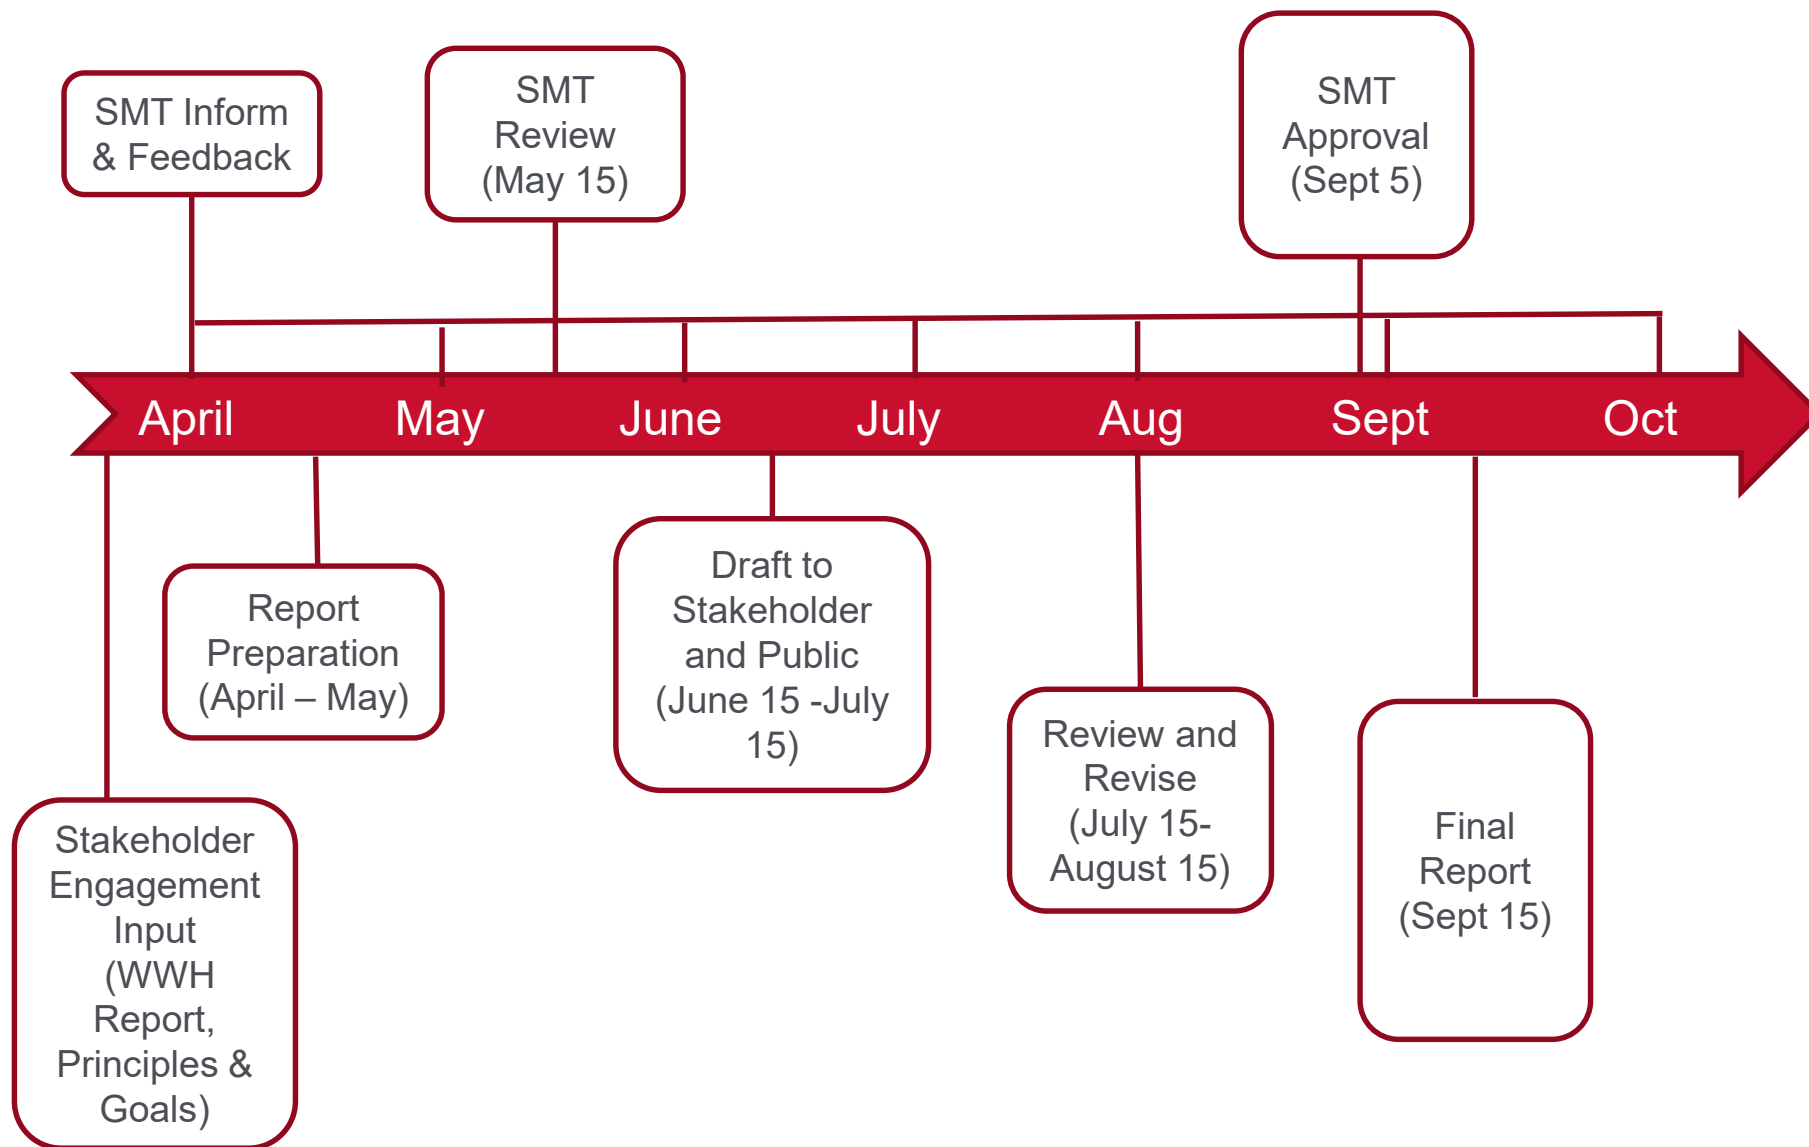 SMT Inform
& Feedback
SMT
Review
(May 15)
SMT
Approval
(Sept 5)
April
May
June
July
Aug
Sept
Oct
Report
Preparation
(April – May)
Draft to
Stakeholder
and Public
(June 15 -July
15)
Review and
Revise
(July 15-
August 15)
Final
Report
(Sept 15)
Stakeholder
Engagement
Input
(WWH
Report,
Principles &
Goals)